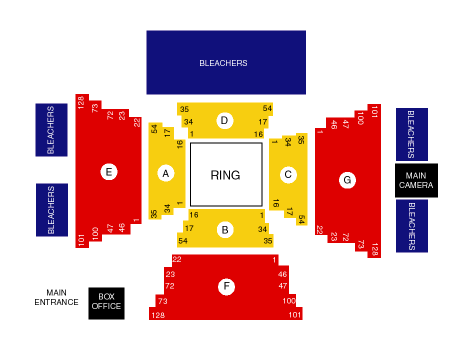 BLEACHERS
BLEACHERS
BLEACHERS
128
73
72
23
22
E
101
100
47
46
1
54
17
16
A
35
34
1
35
54
34
17
1
16
D
RING
1
34
35
C
16
17
54
16
1
17
34
54
35
B
101
100
47
46
1
G
22
23
72
73
128
BLEACHERS
MAIN
CAMERA
BLEACHERS
22
1
23
46
72
47
73
100
128
101
F
MAIN
ENTRANCE
BOX
OFFICE